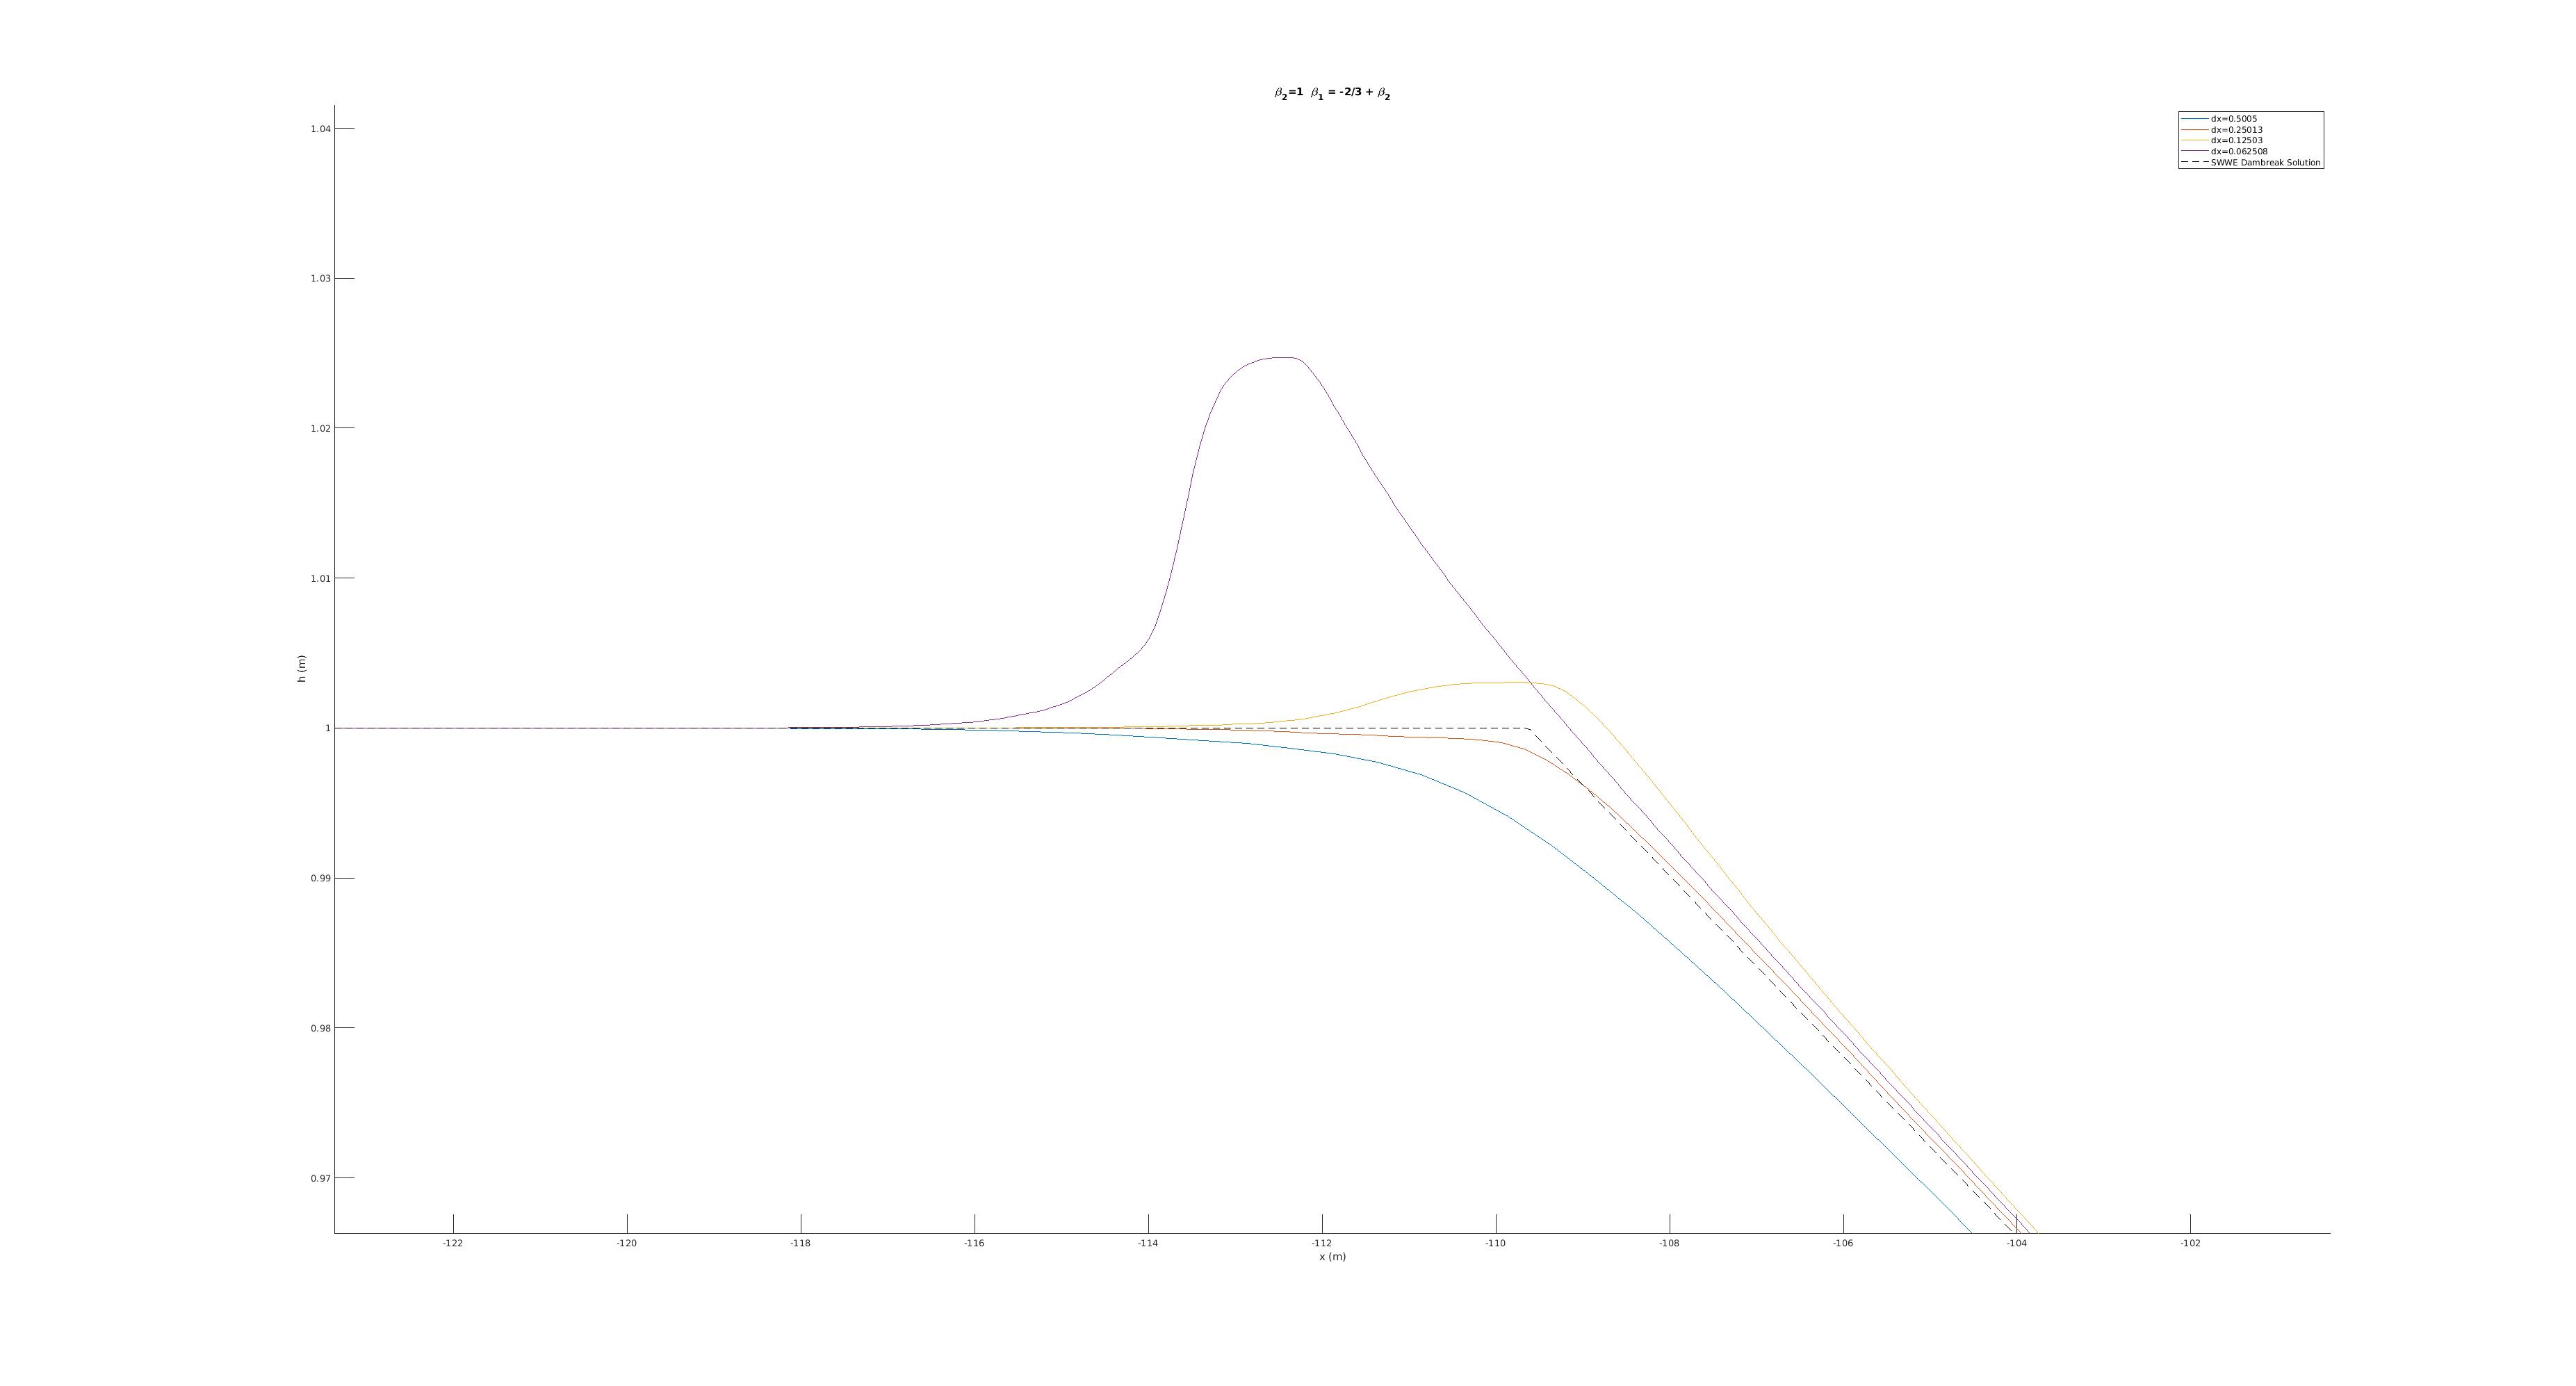 β2=1 β1 = -2/3 + β2
dx=0.5005
dx=0.25013
dx=0.12503
dx=0.062508
SWWE Dambreak Solution
1.04
1.03
1.02
1.01
1
0.99
0.98
0.97
h (m)
-122 -120 -118 -116 -114 -112 -110 -108 -106 -104 -102
x (m)